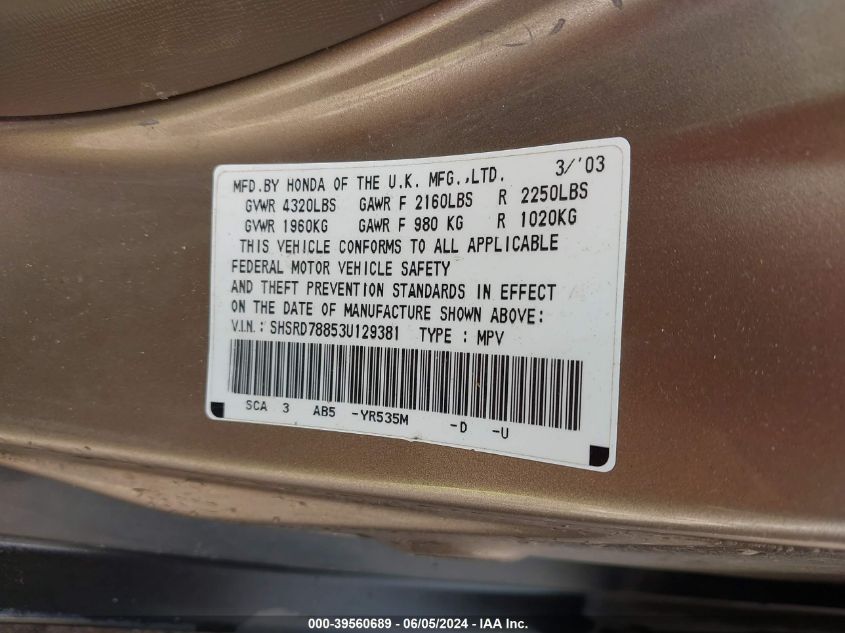 MFD.BY HONDA OF THE U.K. MFG.,LTD. 3/'03
GVWR 4320LBS GAWR F 2160LBS R 2250LBS
GVWR 1960KG GAWR F 980 KG R 1020KG
THIS VEHICLE CONFORMS TO ALL APPLICABLE
FEDERAL MOTOR VEHICLE SAFETY
AND THEFT PREVENTION STANDARDS IN EFFECT
ON THE DATE OF MANUFACTURE SHOWN ABOVE:
V.I.N. : SHSRD78853U129381 TYPE : MPV
SCA 3 AB5 -YR535M -D -U
000-39560689 - 06/05/2024 - IAA Inc.